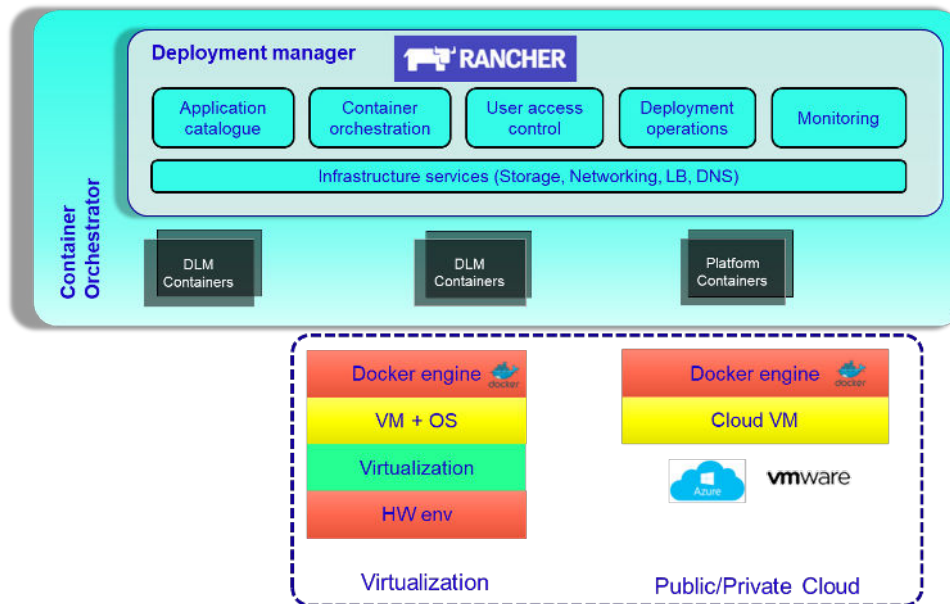 Deployment manager
RANCHER
Application
catalogue
Container
orchestration
User access
control
Deployment
operations
Monitoring
Infrastructure services (Storage, Networking, LB, DNS)
Container
Orchestrator
DLM
Containers
DLM
Containers
Platform
Containers
Docker engine
docker
VM + OS
Virtualization
HW env
Virtualization
Docker engine
docker
Cloud VM
Azure
vmware
Public/Private Cloud